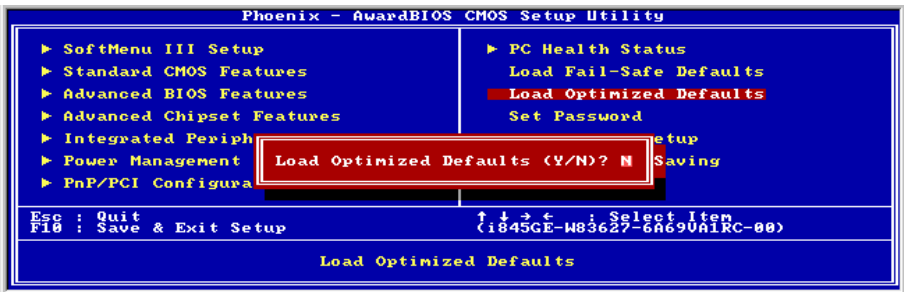 Phoenix - AwardBIOS CMOS Setup Utility
► SoftMenu III Setup
► Standard CMOS Features
► Advanced BIOS Features
► Advanced Chipset Features
► Integrated Periph
► Power Management
► PnP/PCI Configura
► PC Health Status
Load Fail-Safe Defaults
Load Optimized Defaults
Set Password
etup
Saving
Load Optimized Defaults (Y/N)? N
Esc : Quit
F10 : Save & Exit Setup
↑ ↓ → ← : Select Item
(i845GE-W83627-6A69VA1RC-00)
Load Optimized Defaults